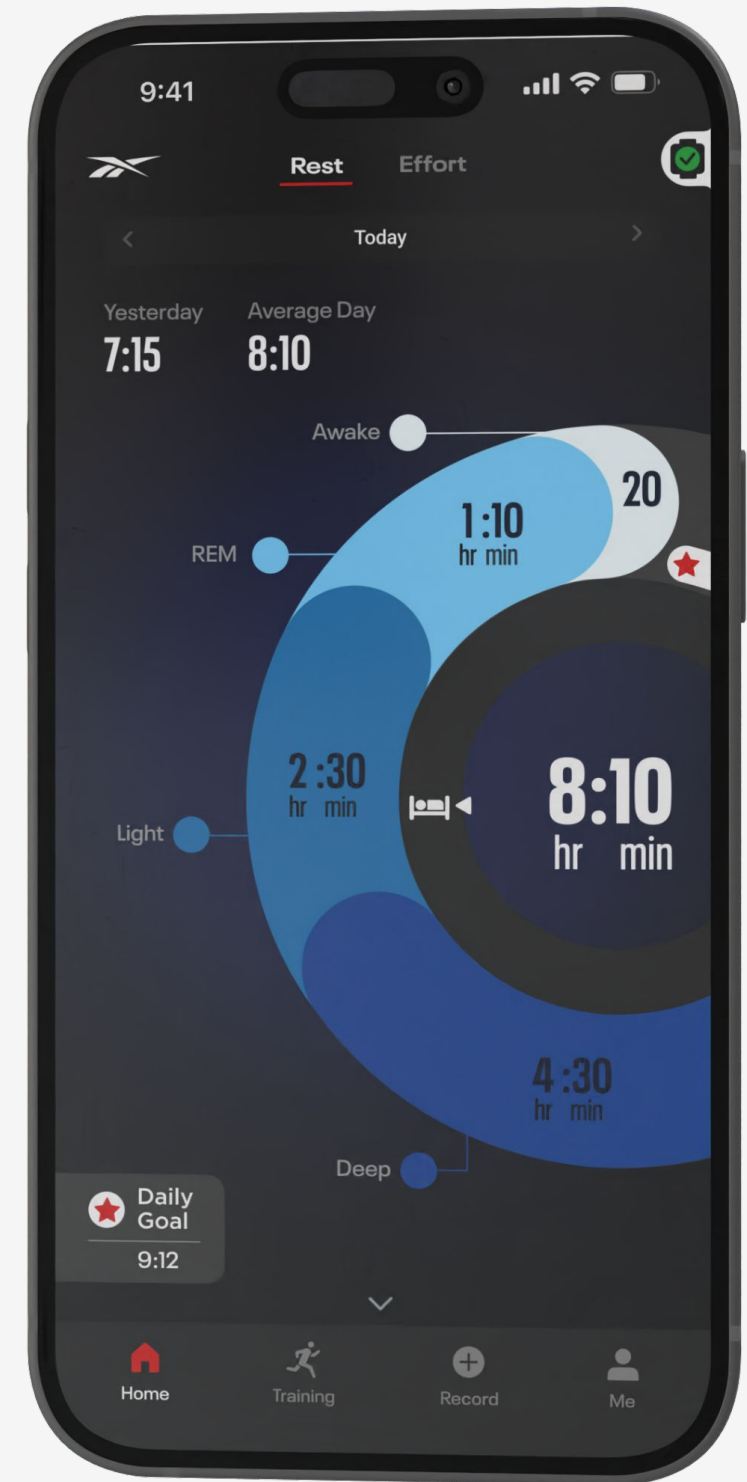 9:41
Rest Effort
Today
Yesterday Average Day
7:15 8:10
Awake
20
1:10
hr min
REM
2:30
hr min
8:10
hr min
Light
4:30
hr min
Deep
Daily
Goal
9:12
Home Training Record Me